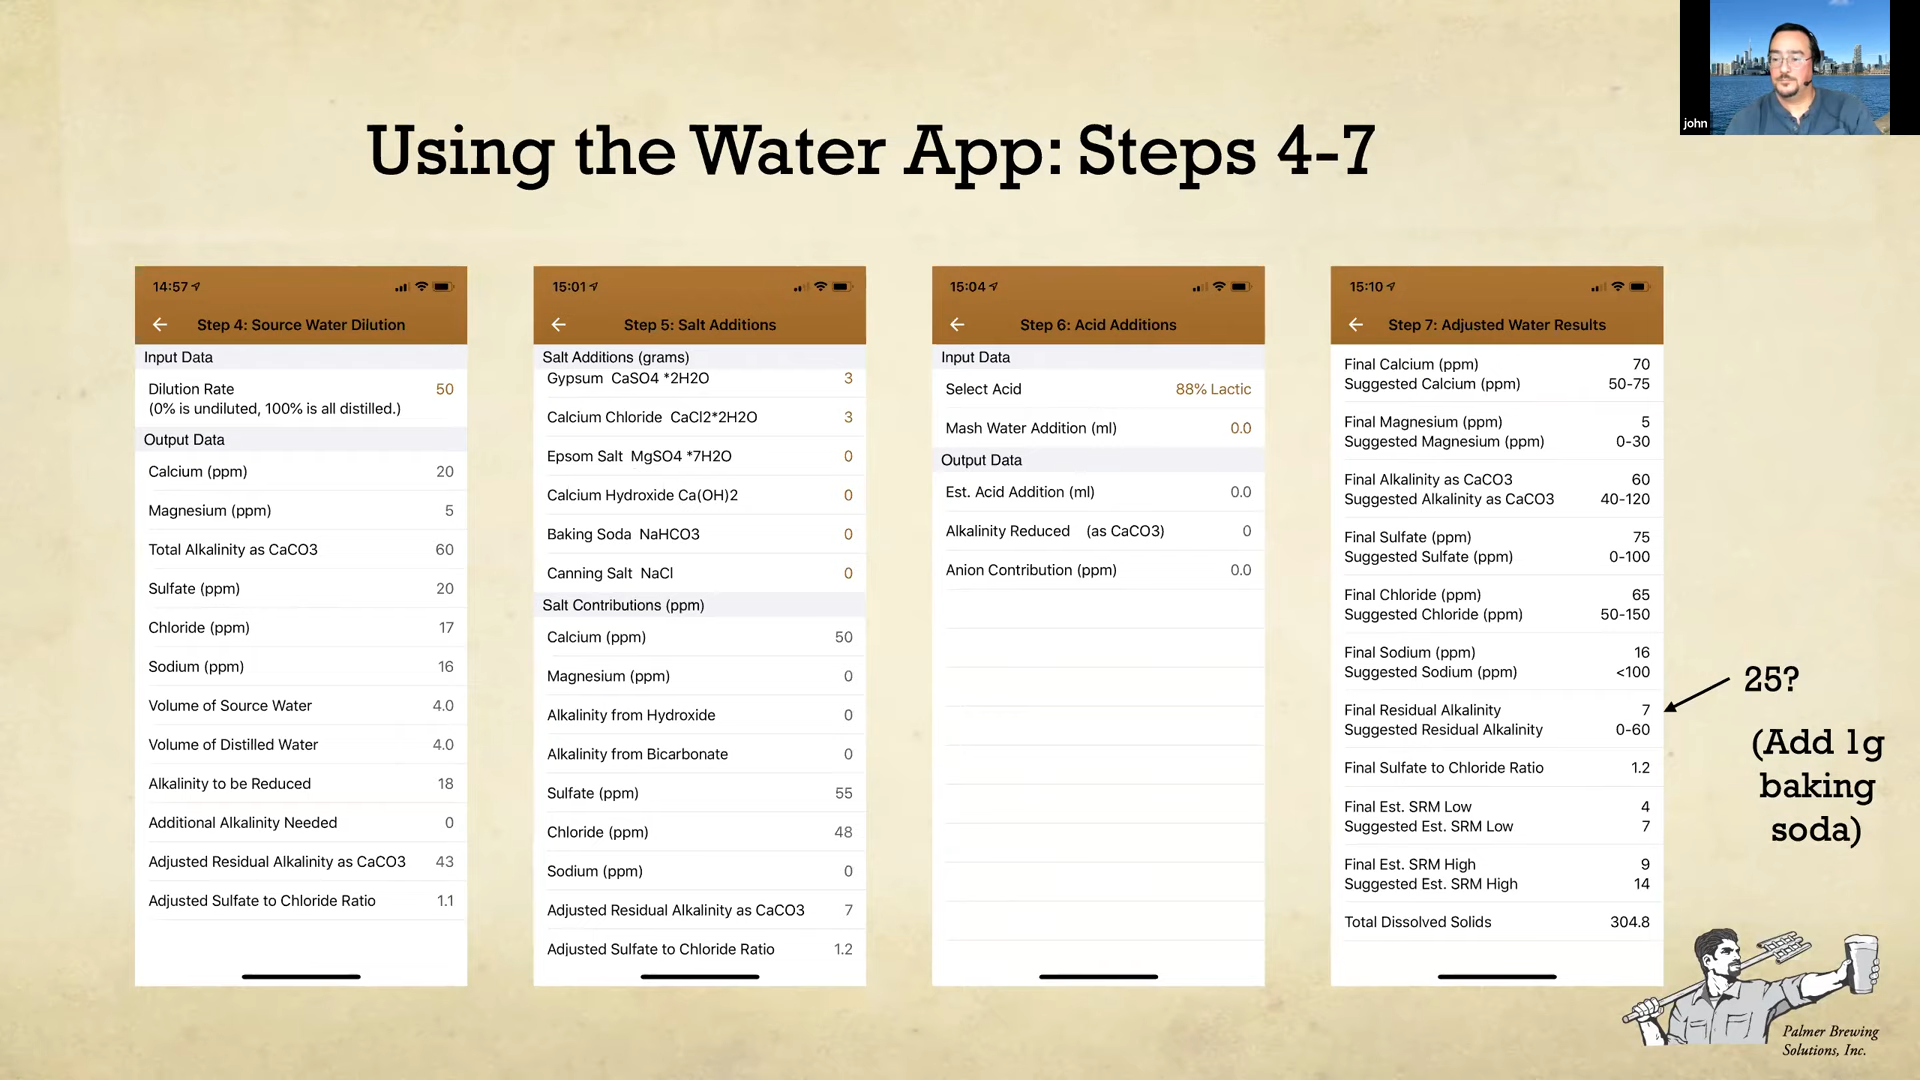 john
Using the Water App: Steps 4-7
14:57
Step 4: Source Water Dilution
Input Data
Dilution Rate 50
(0% is undiluted, 100% is all distilled.)
Output Data
Calcium (ppm) 20
Magnesium (ppm) 5
Total Alkalinity as CaCO3 60
Sulfate (ppm) 20
Chloride (ppm) 17
Sodium (ppm) 16
Volume of Source Water 4.0
Volume of Distilled Water 4.0
Alkalinity to be Reduced 18
Additional Alkalinity Needed 0
Adjusted Residual Alkalinity as CaCO3 43
Adjusted Sulfate to Chloride Ratio 1.1
15:01
Step 5: Salt Additions
Salt Additions (grams)
Gypsum CaSO4 *2H2O 3
Calcium Chloride CaCl2*2H2O 3
Epsom Salt MgSO4 *7H2O 0
Calcium Hydroxide Ca(OH)2 0
Baking Soda NaHCO3 0
Canning Salt NaCl 0
Salt Contributions (ppm)
Calcium (ppm) 50
Magnesium (ppm) 0
Alkalinity from Hydroxide 0
Alkalinity from Bicarbonate 0
Sulfate (ppm) 55
Chloride (ppm) 48
Sodium (ppm) 0
Adjusted Residual Alkalinity as CaCO3 7
Adjusted Sulfate to Chloride Ratio 1.2
15:04
Step 6: Acid Additions
Input Data
Select Acid 88% Lactic
Mash Water Addition (ml) 0.0
Output Data
Est. Acid Addition (ml) 0.0
Alkalinity Reduced (as CaCO3) 0
Anion Contribution (ppm) 0.0
15:10
Step 7: Adjusted Water Results
Final Calcium (ppm) 70
Suggested Calcium (ppm) 50-75
Final Magnesium (ppm) 5
Suggested Magnesium (ppm) 0-30
Final Alkalinity as CaCO3 60
Suggested Alkalinity as CaCO3 40-120
Final Sulfate (ppm) 75
Suggested Sulfate (ppm) 0-100
Final Chloride (ppm) 65
Suggested Chloride (ppm) 50-150
Final Sodium (ppm) 16
Suggested Sodium (ppm) <100
Final Residual Alkalinity 7
Suggested Residual Alkalinity 0-60
Final Sulfate to Chloride Ratio 1.2
Final Est. SRM Low 4
Suggested Est. SRM Low 7
Final Est. SRM High 9
Suggested Est. SRM High 14
Total Dissolved Solids 304.8
25?
(Add 1g
baking
soda)
Palmer Brewing
Solutions, Inc.